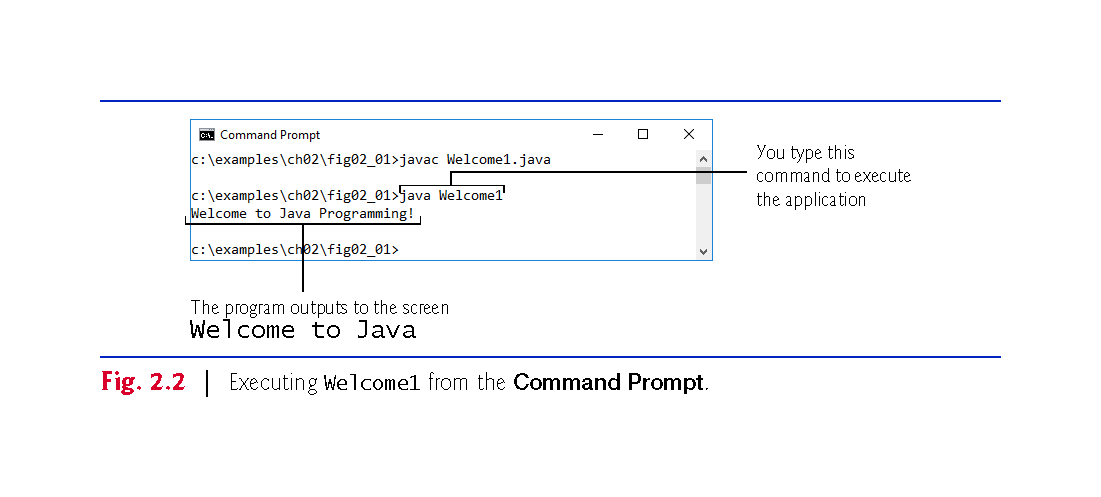 Command Prompt
c:\examples\ch02\fig02_01>javac Welcome1.java
c:\examples\ch02\fig02_01>java Welcome1
Welcome to Java Programming!
c:\examples\ch02\fig02_01>
You type this
command to execute
the application
The program outputs to the screen
Welcome to Java
Fig. 2.2 | Executing Welcome1 from the Command Prompt.